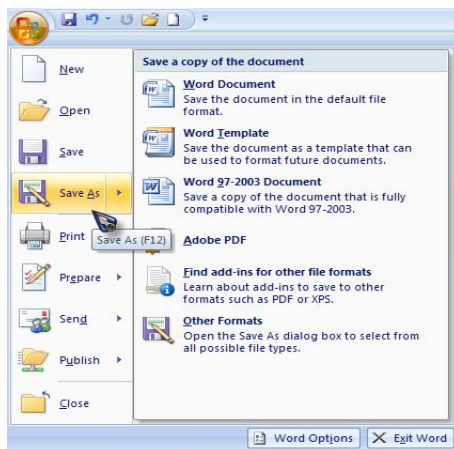 New
Open
Save
Save As
Print
Save As (F12)
Prepare
Send
Publish
Close
Save a copy of the document
Word Document
Save the document in the default file
format.
Word Template
Save the document as a template that can
be used to format future documents.
Word 97-2003 Document
Save a copy of the document that is fully
compatible with Word 97-2003.
Adobe PDF
Find add-ins for other file formats
Learn about add-ins to save to other
formats such as PDF or XPS.
Other Formats
Open the Save As dialog box to select from
all possible file types.
Word Options
Exit Word